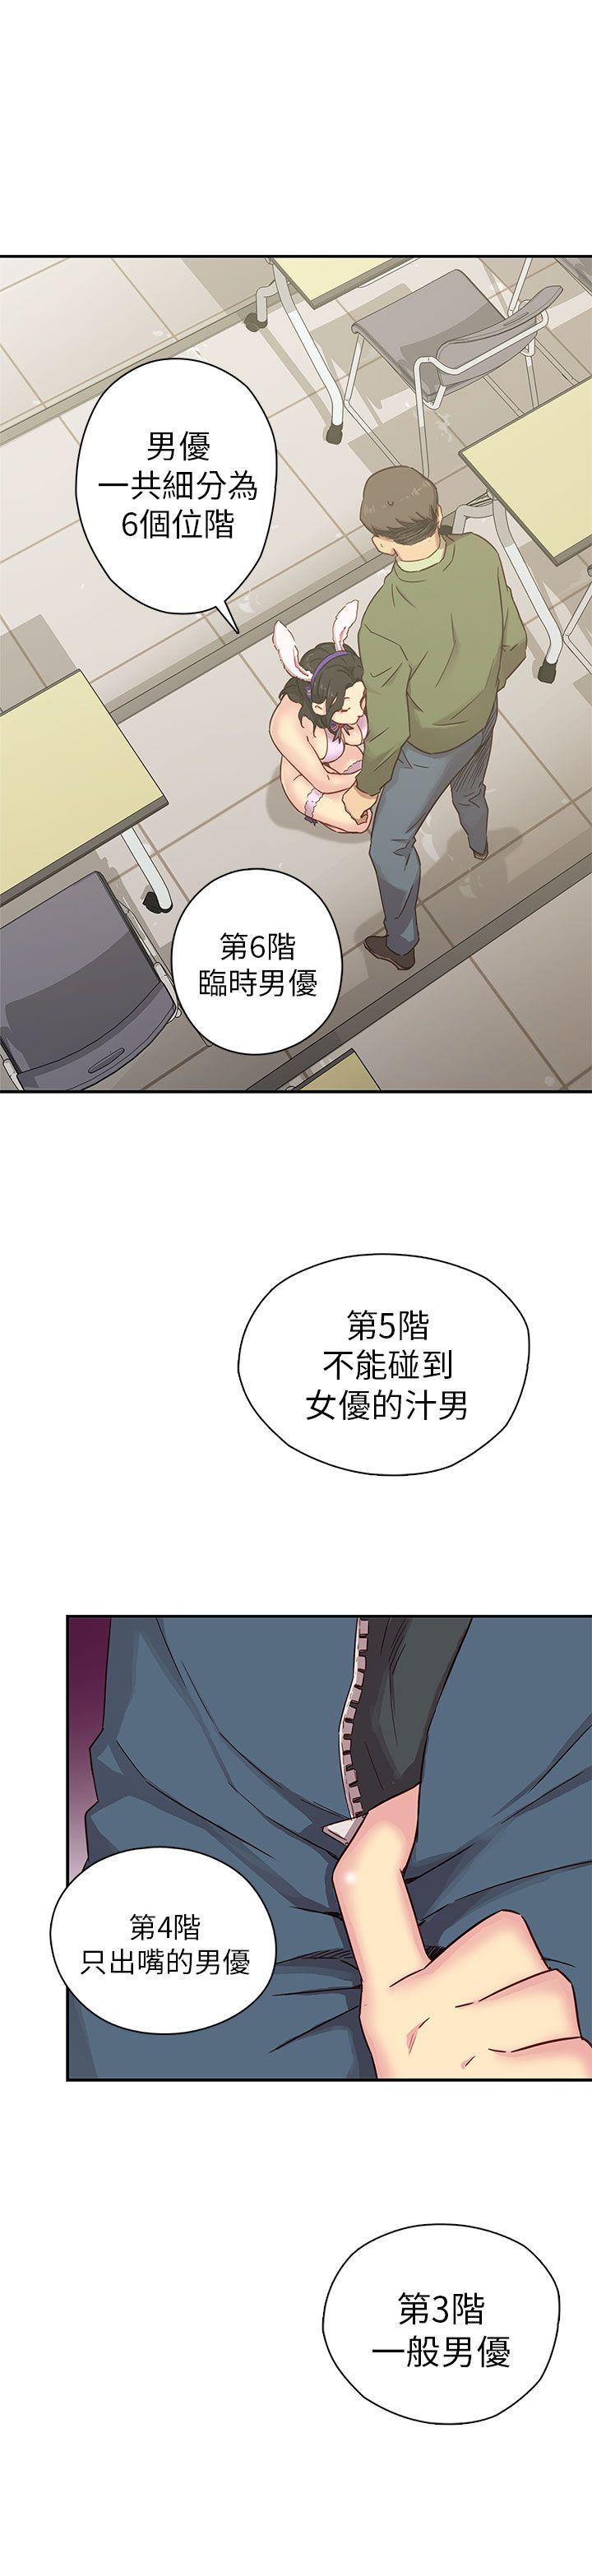 男優
一共細分為
6個位階
第6階
臨時男優
第5階
不能碰到
女優的汁男
第4階
只出嘴的男優
第3階
一般男優